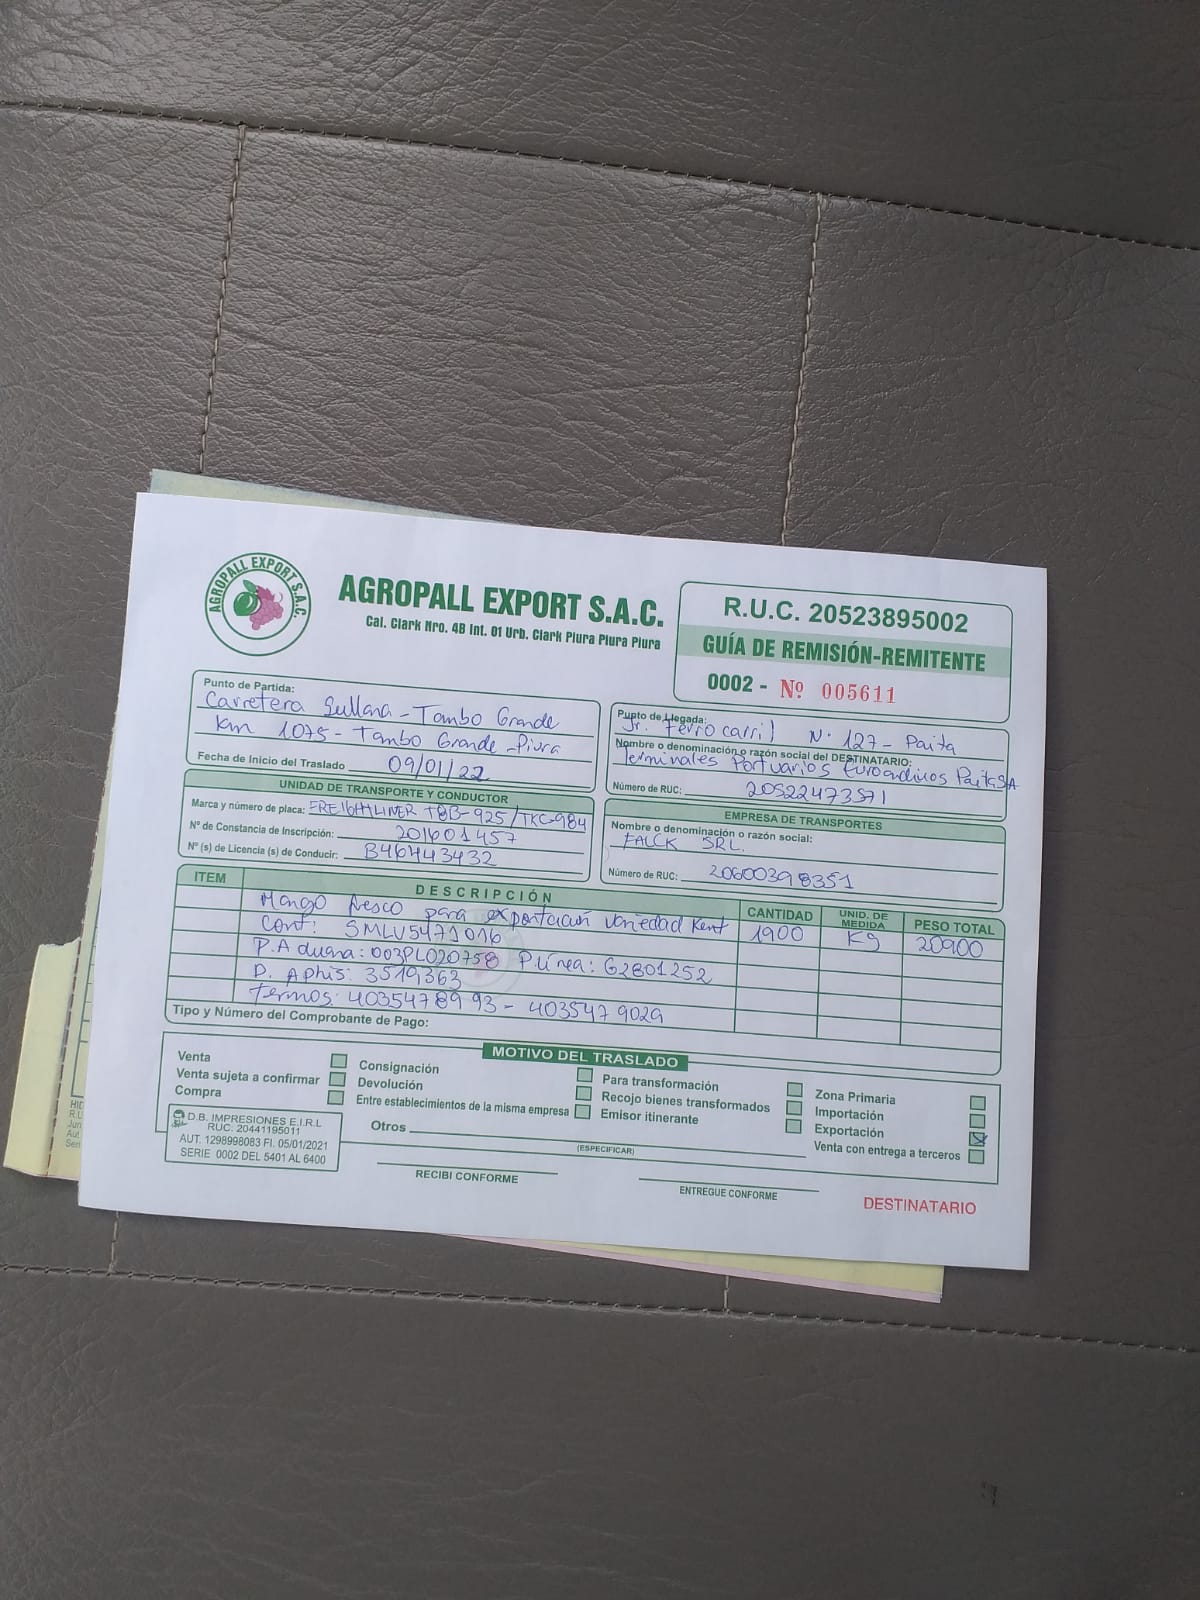 AGROPALL EXPORT S.A.C.
AGROPALL EXPORT S.A.C.
Cal. Clark Nro. 4B Int. 01 Urb. Clark Piura Piura Piura
R.U.C. 20523895002
GUÍA DE REMISIÓN-REMITENTE
0002 - Nº 005611
Punto de Partida:
Carretera Sullana - Tambo Grande
km 1075 - Tambo Grande - Piura
Fecha de Inicio del Traslado 09/01/22
Punto de Llegada:
Jr. Ferro carril N° 127 - Paita
Nombre o denominación o razón social del DESTINATARIO:
Terminales Portuarios Euroandinos Paita SA
Número de RUC: 20522473571
UNIDAD DE TRANSPORTE Y CONDUCTOR
Marca y número de placa: FREIGHTLINER T8B-925/TKC-984
Nº de Constancia de Inscripción: 201601457
Nº (s) de Licencia (s) de Conducir: B46443432
EMPRESA DE TRANSPORTES
Nombre o denominación o razón social:
FALCK SRL.
Número de RUC: 20600398351
ITEM DESCRIPCIÓN CANTIDAD UNID. DE MEDIDA PESO TOTAL
Mango fresco para exportación variedad Kent 1900 Kg 20900
Cont: SMLU5471016
P.Aduana: 003PL020758 P.línea: G2801252
P. Aphis: 3519363
Termos: 4035478993 - 4035479029
Tipo y Número del Comprobante de Pago:
MOTIVO DEL TRASLADO
Venta
Venta sujeta a confirmar
Compra
Consignación
Devolución
Entre establecimientos de la misma empresa
Para transformación
Recojo bienes transformados
Emisor itinerante
Zona Primaria
Importación
Exportación
Venta con entrega a terceros
Otros
(ESPECIFICAR)
D.B. IMPRESIONES E.I.R.L
RUC: 20441195011
AUT. 1298998083 FI. 05/01/2021
SERIE 0002 DEL 5401 AL 6400
RECIBI CONFORME
ENTREGUE CONFORME
DESTINATARIO